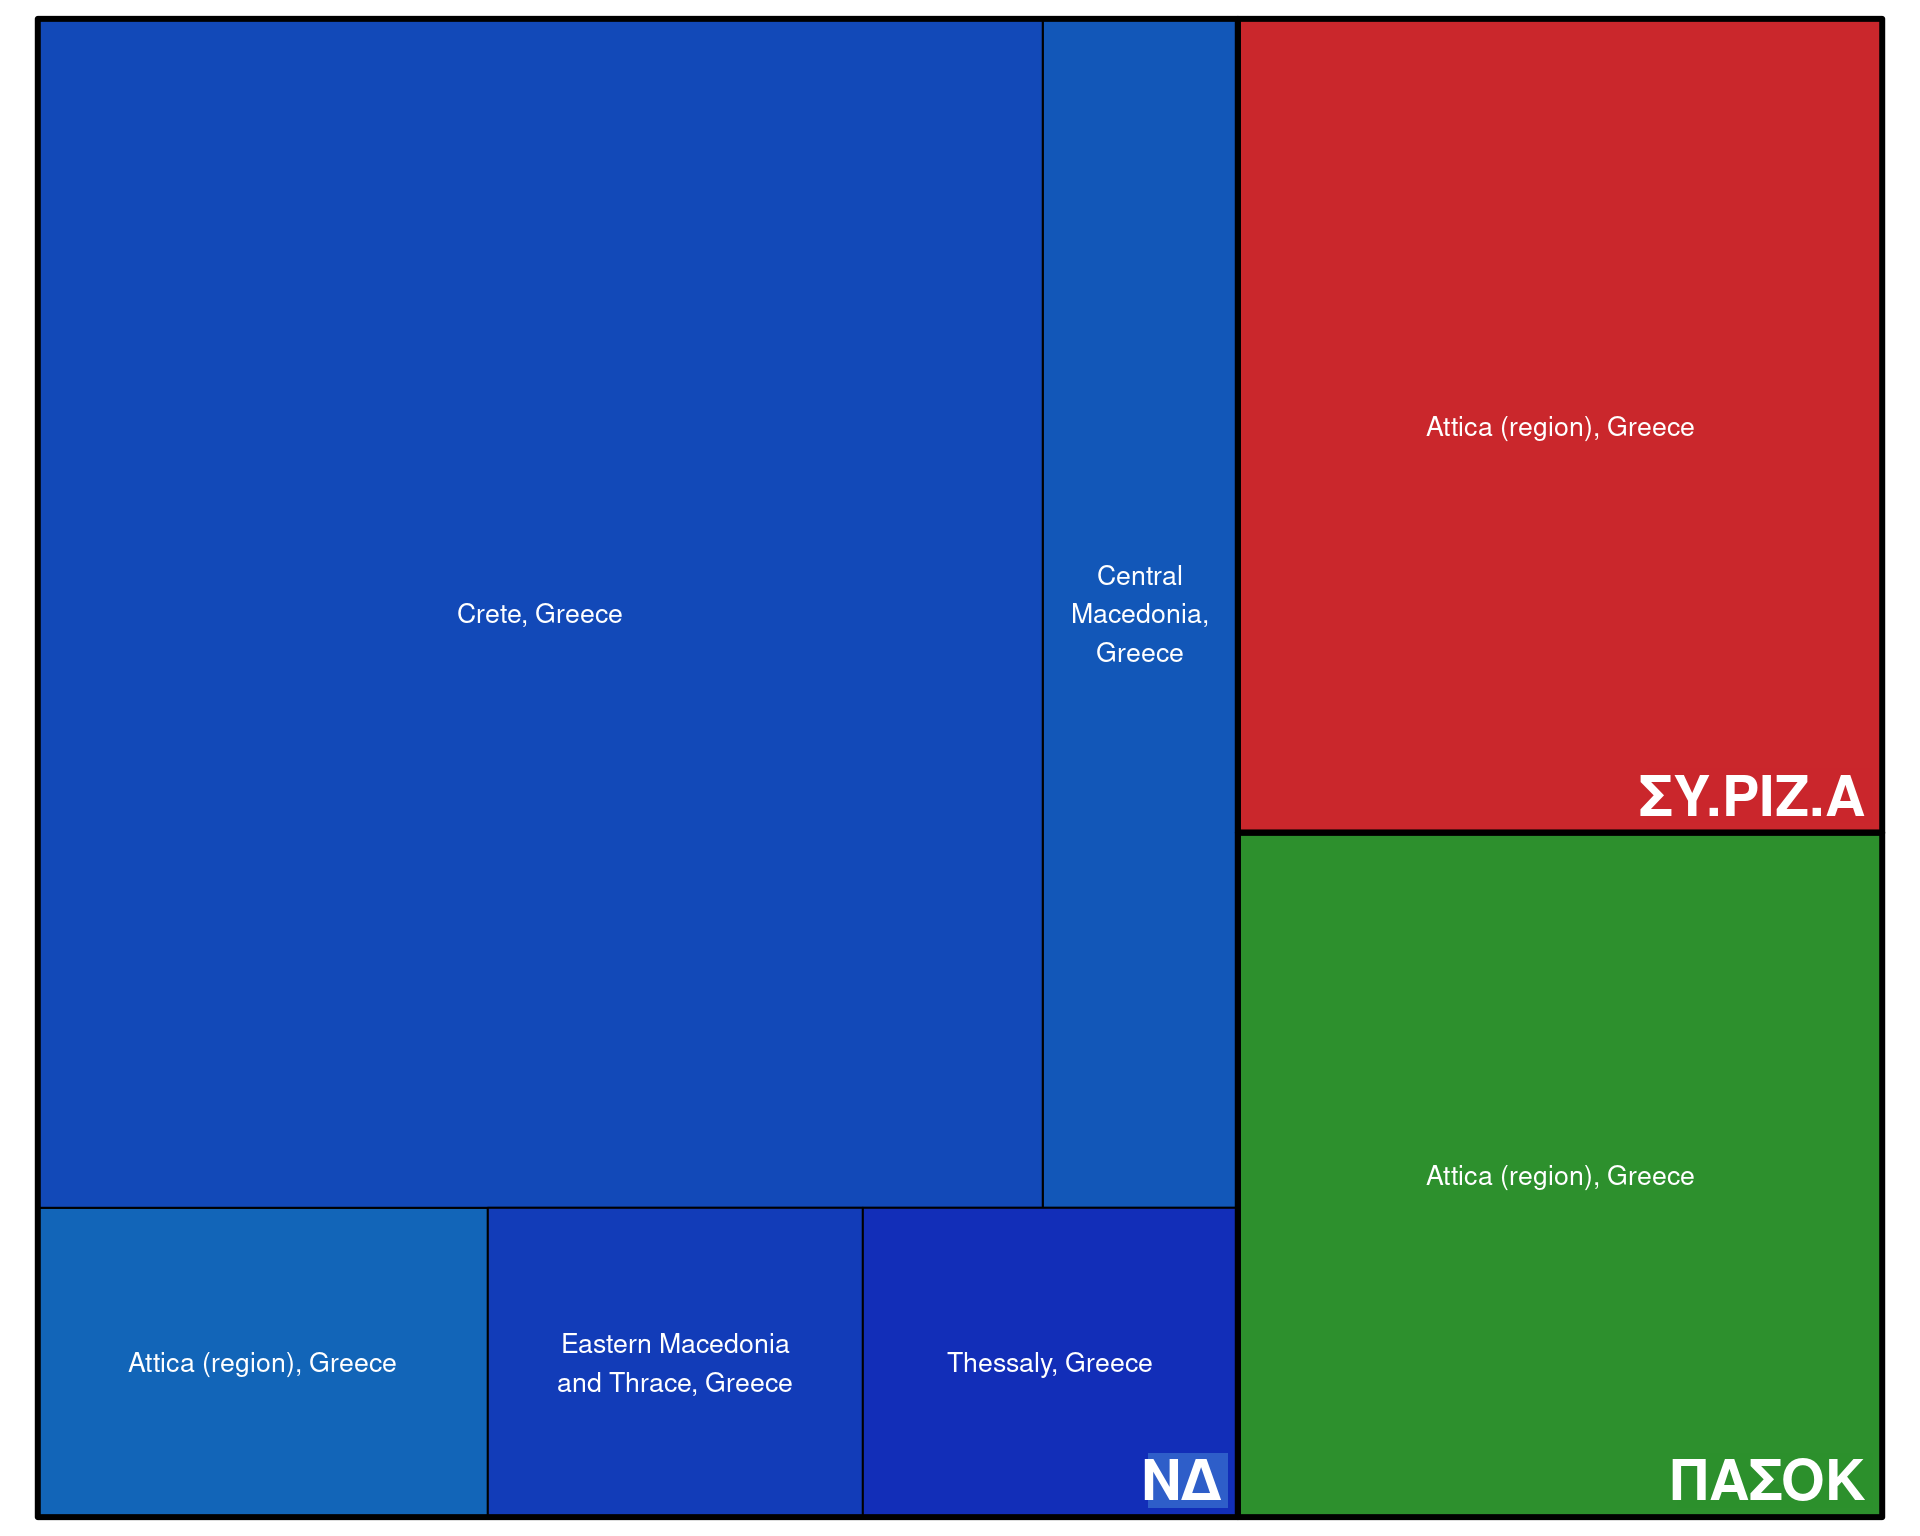 Crete, Greece
Central
Macedonia,
Greece
Attica (region), Greece
Eastern Macedonia
and Thrace, Greece
Thessaly, Greece
ΝΔ
Attica (region), Greece
ΣΥ.ΡΙΖ.Α
Attica (region), Greece
ΠΑΣΟΚ